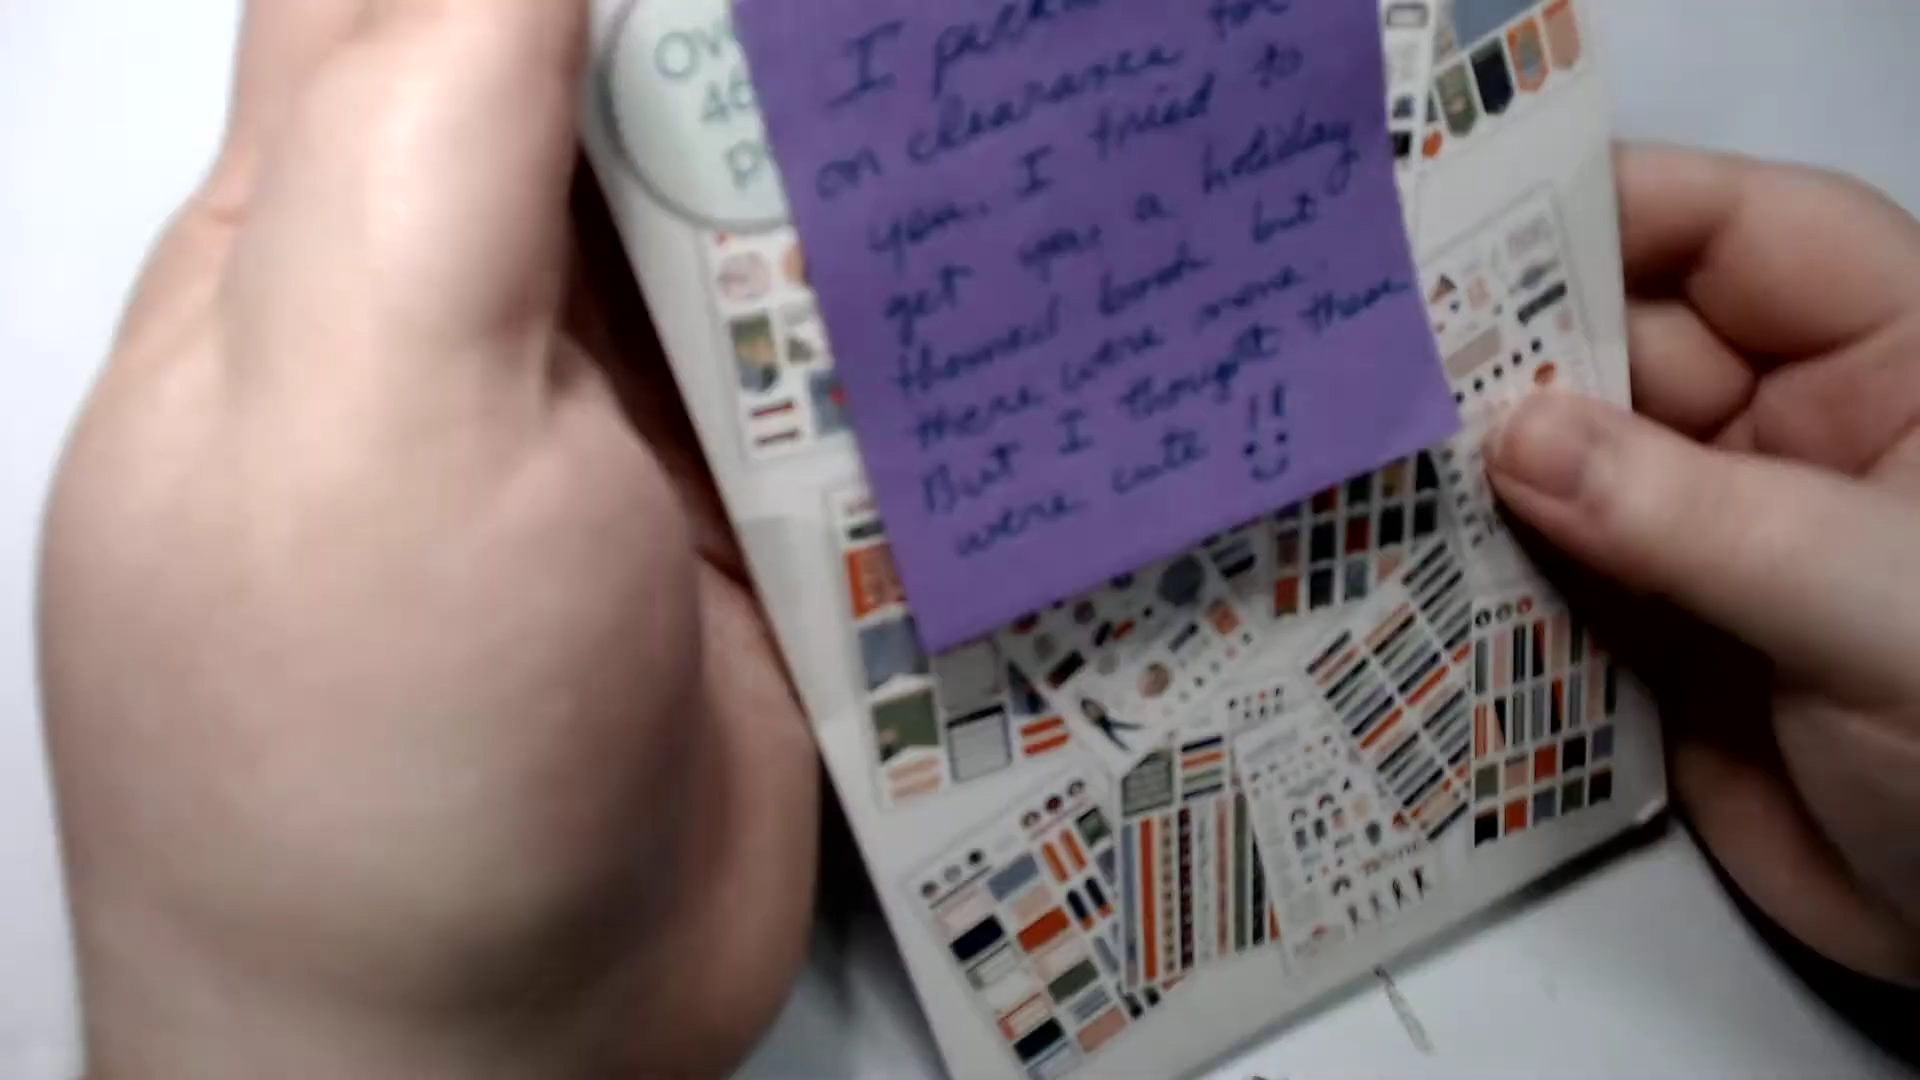 I
on clearance for
you. I tried to
get you a holiday
themed book but
there were none.
But I thought these
were cute !!